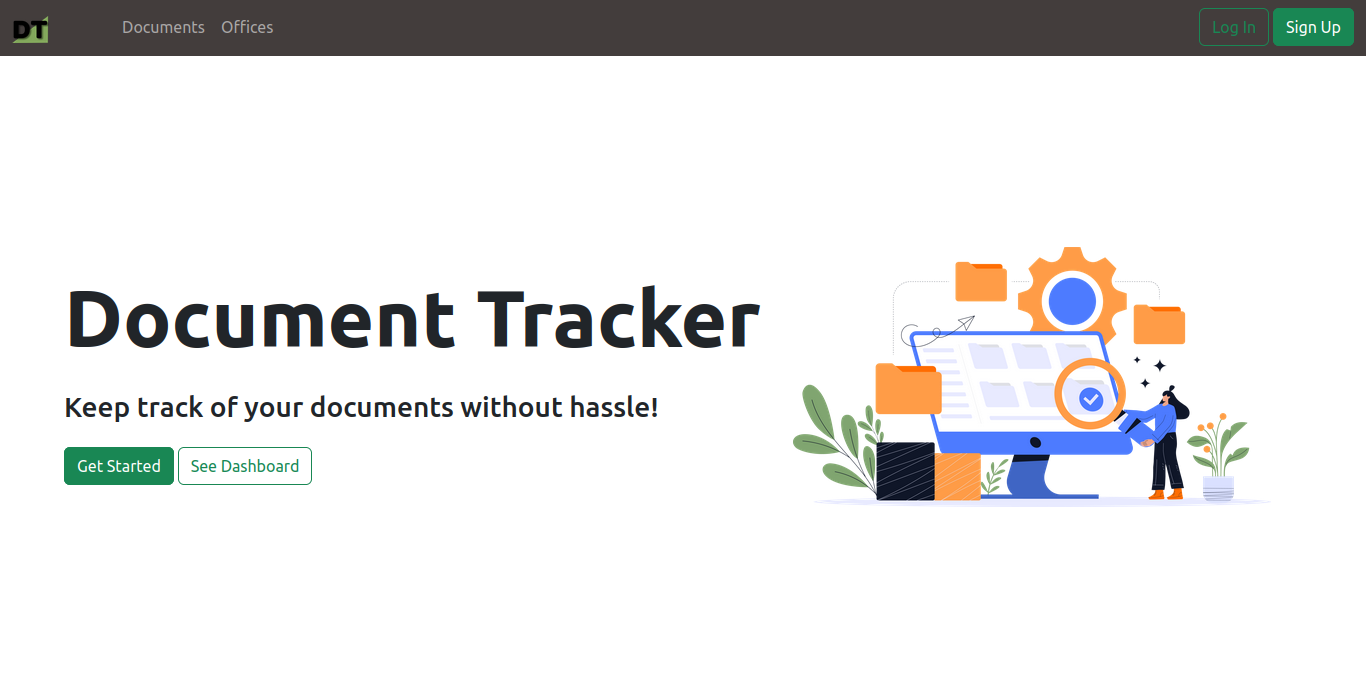 DT Documents Offices Log In Sign Up
Document Tracker
Keep track of your documents without hassle!
Get Started See Dashboard